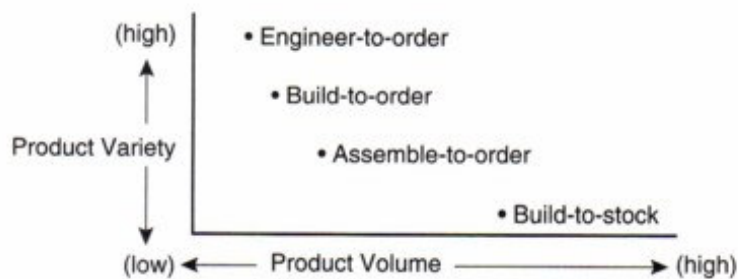 (high)
• Engineer-to-order
• Build-to-order
Product Variety
• Assemble-to-order
• Build-to-stock
(low)
Product Volume
(high)